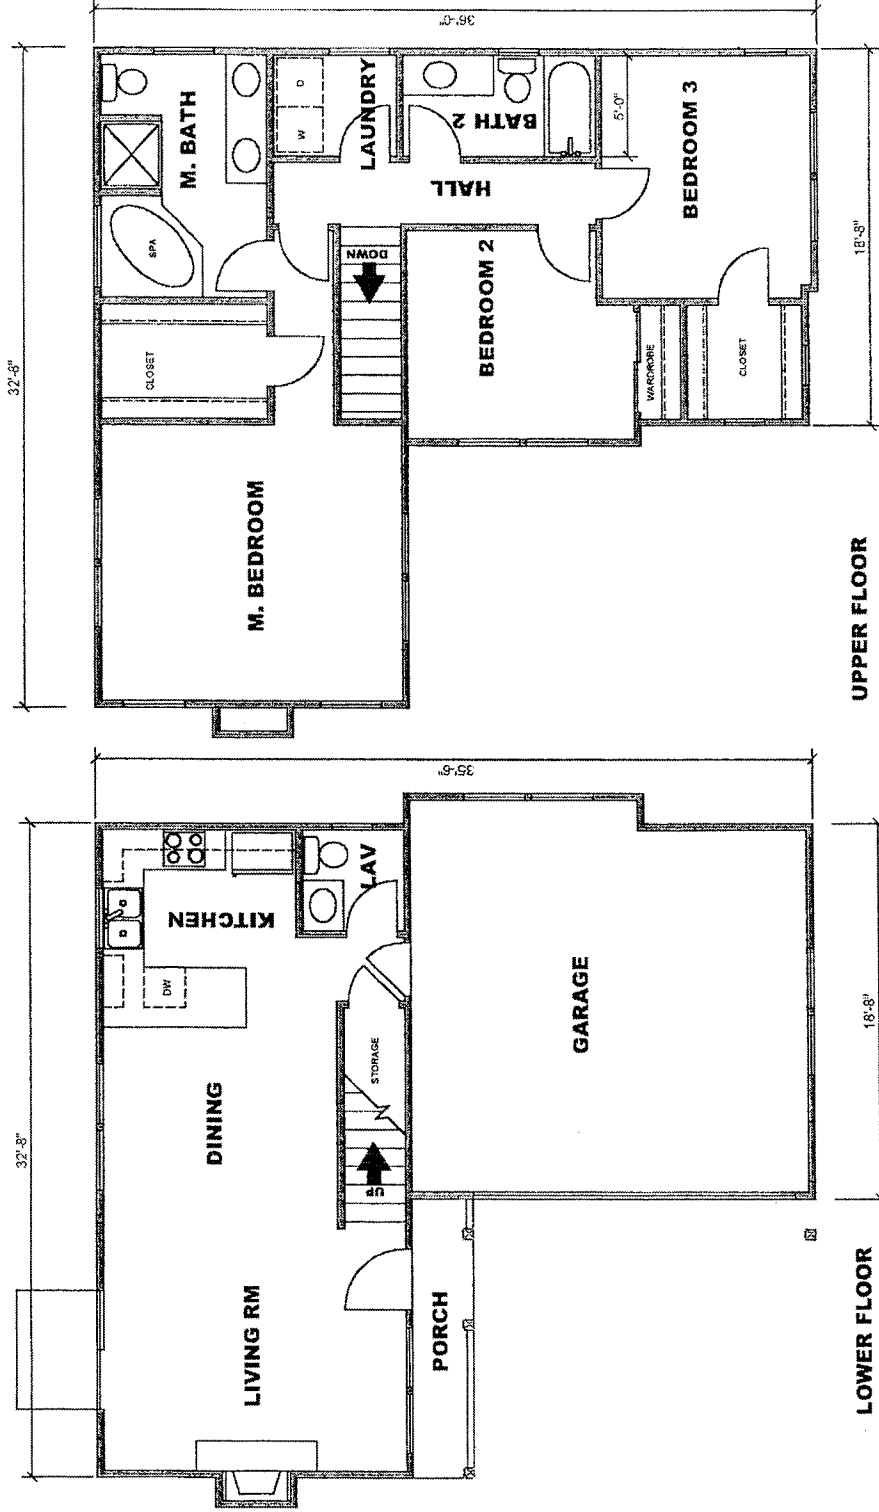 32'-8"
36'-0"
M. BATH
SPA
CLOSET
M. BEDROOM
W
D
LAUNDRY
BATH 2
5'-0"
HALL
DOWN
BEDROOM 2
BEDROOM 3
WARDROBE
CLOSET
18'-8"
UPPER FLOOR
32'-8"
35'-6"
KITCHEN
DW
LAV
DINING
STORAGE
UP
LIVING RM
PORCH
GARAGE
18'-8"
LOWER FLOOR